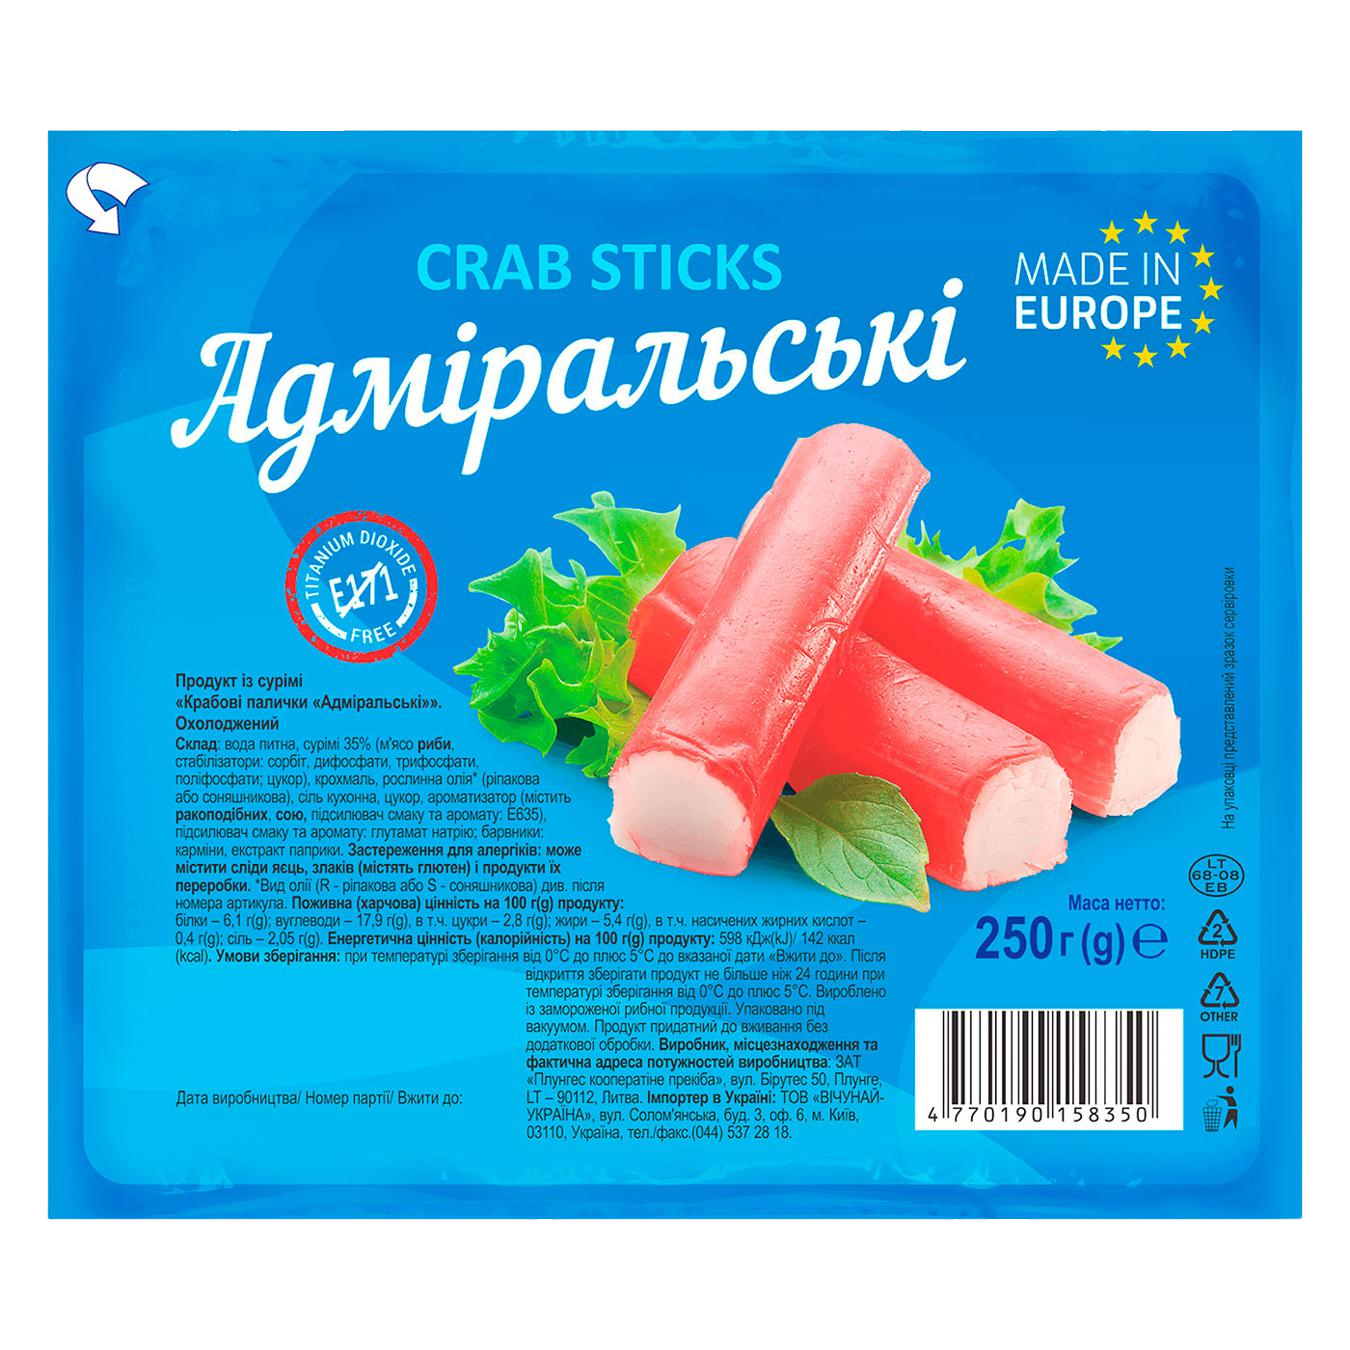 CRAB STICKS
Адміральські
MADE IN
EUROPE
TITANIUM DIOXIDE
E171
FREE
Продукт із сурімі
«Крабові палички «Адміральські»».
Охолоджений
Склад: вода питна, сурімі 35% (м'ясо риби,
стабілізатори: сорбіт, дифосфати, трифосфати,
поліфосфати; цукор), крохмаль, рослинна олія* (ріпакова
або соняшникова), сіль кухонна, цукор, ароматизатор (містить
ракоподібних, сою, підсилювач смаку та аромату: Е635),
підсилювач смаку та аромату: глутамат натрію; барвники:
карміни, екстракт паприки. Застереження для алергіків: може
містити сліди яєць, злаків (містять глютен) і продукти їх
переробки. *Вид олії (R - ріпакова або S - соняшникова) див. після
номера артикула. Поживна (харчова) цінність на 100 г(g) продукту:
білки – 6,1 г(g); вуглеводи – 17,9 г(g), в т.ч. цукри – 2,8 г(g); жири – 5,4 г(g), в т.ч. насичених жирних кислот –
0,4 г(g); сіль – 2,05 г(g). Енергетична цінність (калорійність) на 100 г(g) продукту: 598 кДж(kJ)/ 142 ккал
(kcal). Умови зберігання: при температурі зберігання від 0°С до плюс 5°С до вказаної дати «Вжити до». Після
відкриття зберігати продукт не більше ніж 24 години при
температурі зберігання від 0°С до плюс 5°С. Вироблено
із замороженої рибної продукції. Упаковано під
вакуумом. Продукт придатний до вживання без
додаткової обробки. Виробник, місцезнаходження та
фактична адреса потужностей виробництва: ЗАТ
«Плунгес кооператіне прекіба», вул. Бірутес 50, Плунге,
LT – 90112, Литва. Імпортер в Україні: ТОВ «ВІЧУНАЙ-
УКРАЇНА», вул. Солом'янська, буд. 3, оф. 6, м. Київ,
03110, Україна, тел./факс.(044) 537 28 18.
Дата виробництва/ Номер партії/ Вжити до:
На упаковці представлений зразок сервіровки
LT
68-08
EB
Маса нетто:
250 г (g) ℮
2
HDPE
7
OTHER
4 770190 158350